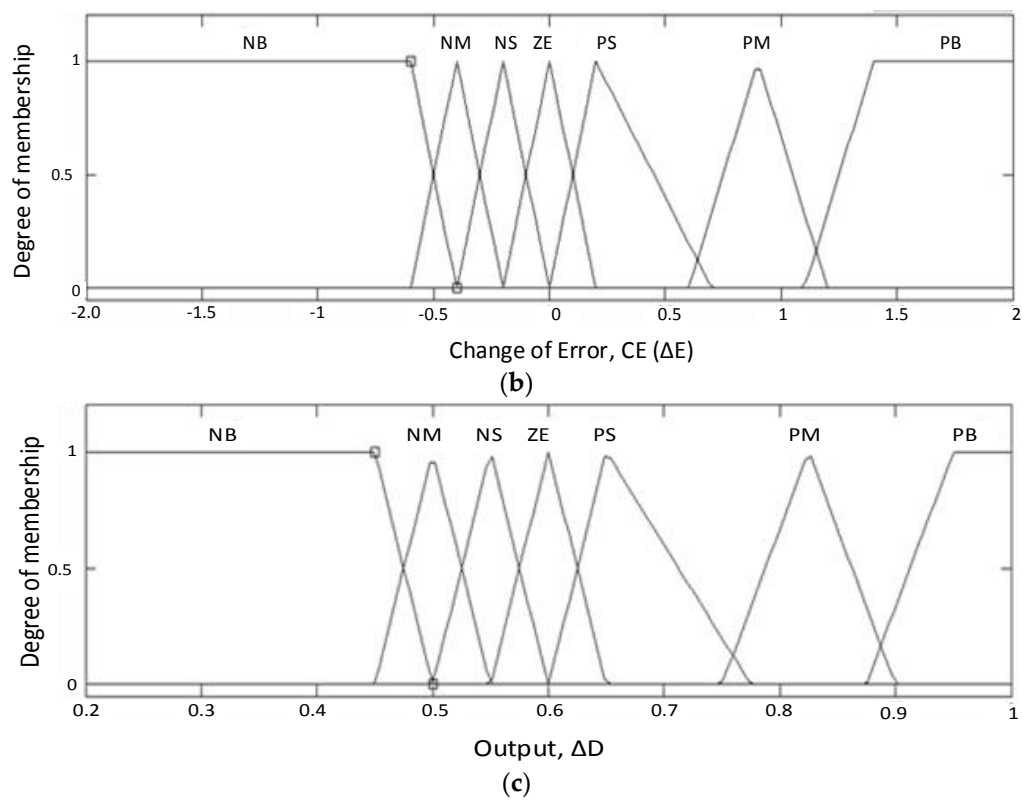 NB NM NS ZE PS PM PB
1
0.5
0
Degree of membership
-2.0 -1.5 -1 -0.5 0 0.5 1 1.5 2
Change of Error, CE (ΔE)
(b)
NB NM NS ZE PS PM PB
1
0.5
0
Degree of membership
0.2 0.3 0.4 0.5 0.6 0.7 0.8 0.9 1
Output, ΔD
(c)